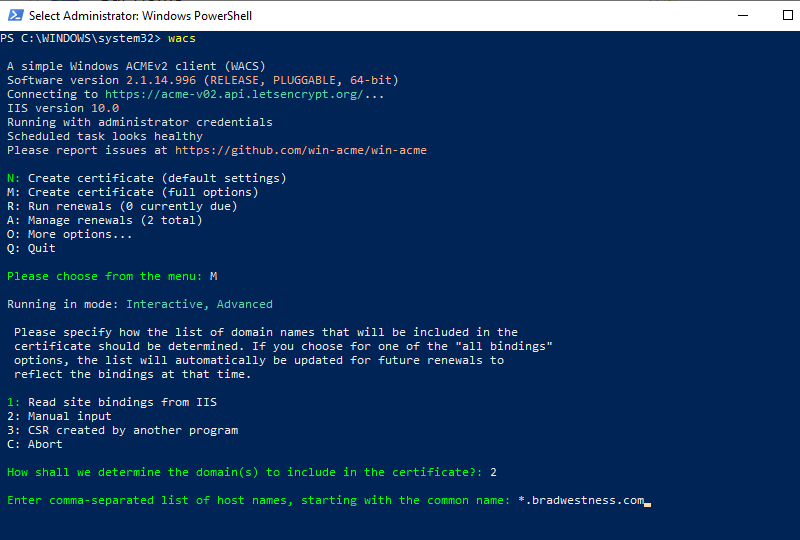 Select Administrator: Windows PowerShell
PS C:\WINDOWS\system32> wacs
A simple Windows ACMEv2 client (WACS)
Software version 2.1.14.996 (RELEASE, PLUGGABLE, 64-bit)
Connecting to https://acme-v02.api.letsencrypt.org/...
IIS version 10.0
Running with administrator credentials
Scheduled task looks healthy
Please report issues at https://github.com/win-acme/win-acme
N: Create certificate (default settings)
M: Create certificate (full options)
R: Run renewals (0 currently due)
A: Manage renewals (2 total)
O: More options...
Q: Quit
Please choose from the menu: M
Running in mode: Interactive, Advanced
Please specify how the list of domain names that will be included in the
certificate should be determined. If you choose for one of the "all bindings"
options, the list will automatically be updated for future renewals to
reflect the bindings at that time.
1: Read site bindings from IIS
2: Manual input
3: CSR created by another program
C: Abort
How shall we determine the domain(s) to include in the certificate?: 2
Enter comma-separated list of host names, starting with the common name: *.bradwestness.com